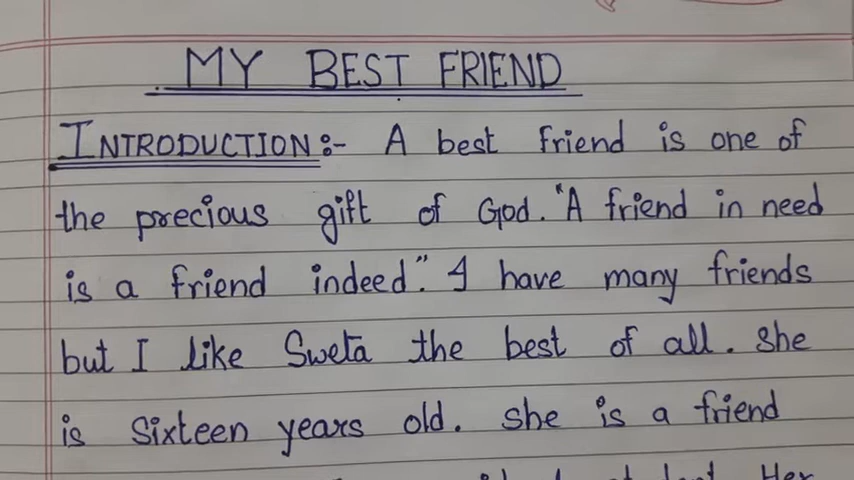 MY BEST FRIEND
INTRODUCTION:- A best friend is one of
the precious gift of God. "A friend in need
is a friend indeed". I have many friends
but I like Sweta the best of all. She
is Sixteen years old. She is a friend
Her